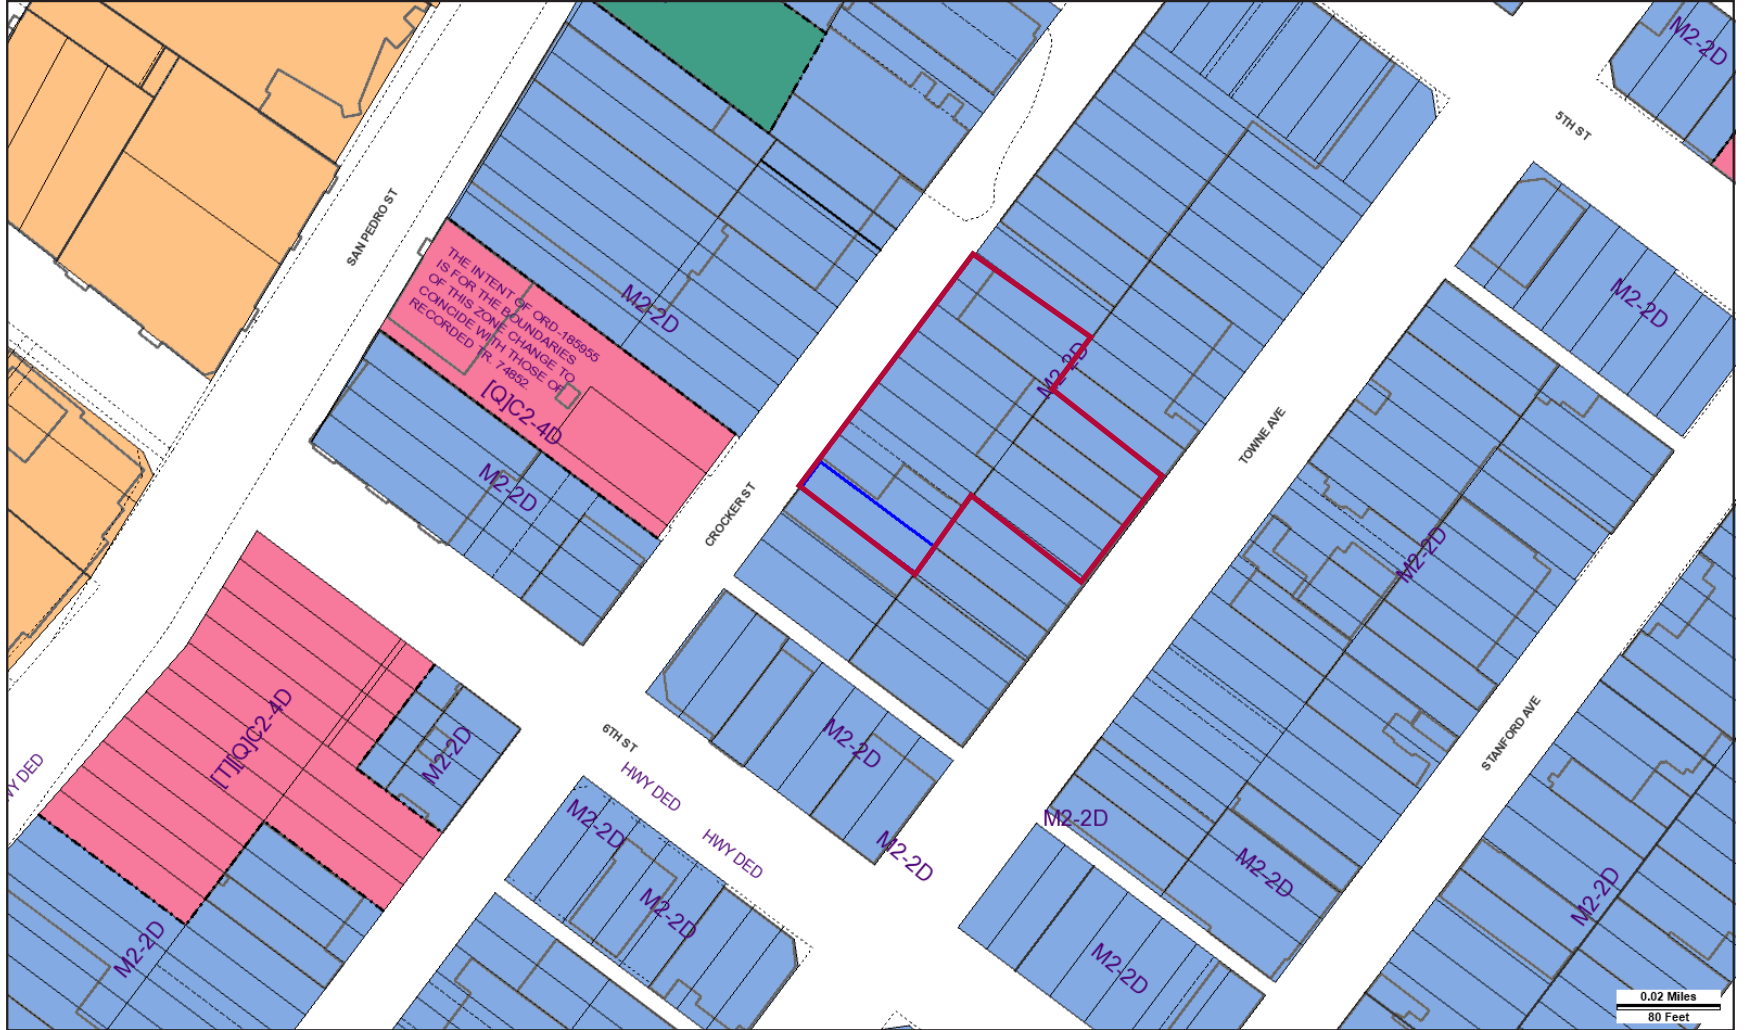 M2-2D
5TH ST
SAN PEDRO ST
THE INTENT OF ORD-185955
IS FOR THE BOUNDARIES
OF THIS ZONE CHANGE TO
COINCIDE WITH THOSE OF
RECORDED TR. 74852.
[Q]C2-4D
M2-2D
M2-2D
M2-2D
M2-2D
TOWNE AVE
CROCKER ST
M2-2D
M2-2D
STANFORD AVE
[T][Q]C2-4D
M2-2D
6TH ST
HWY DED
HWY DED
M2-2D
WY DED
M2-2D
M2-2D
M2-2D
M2-2D
M2-2D
M2-2D
M2-2D
M2-2D
M2-2D
0.02 Miles
80 Feet